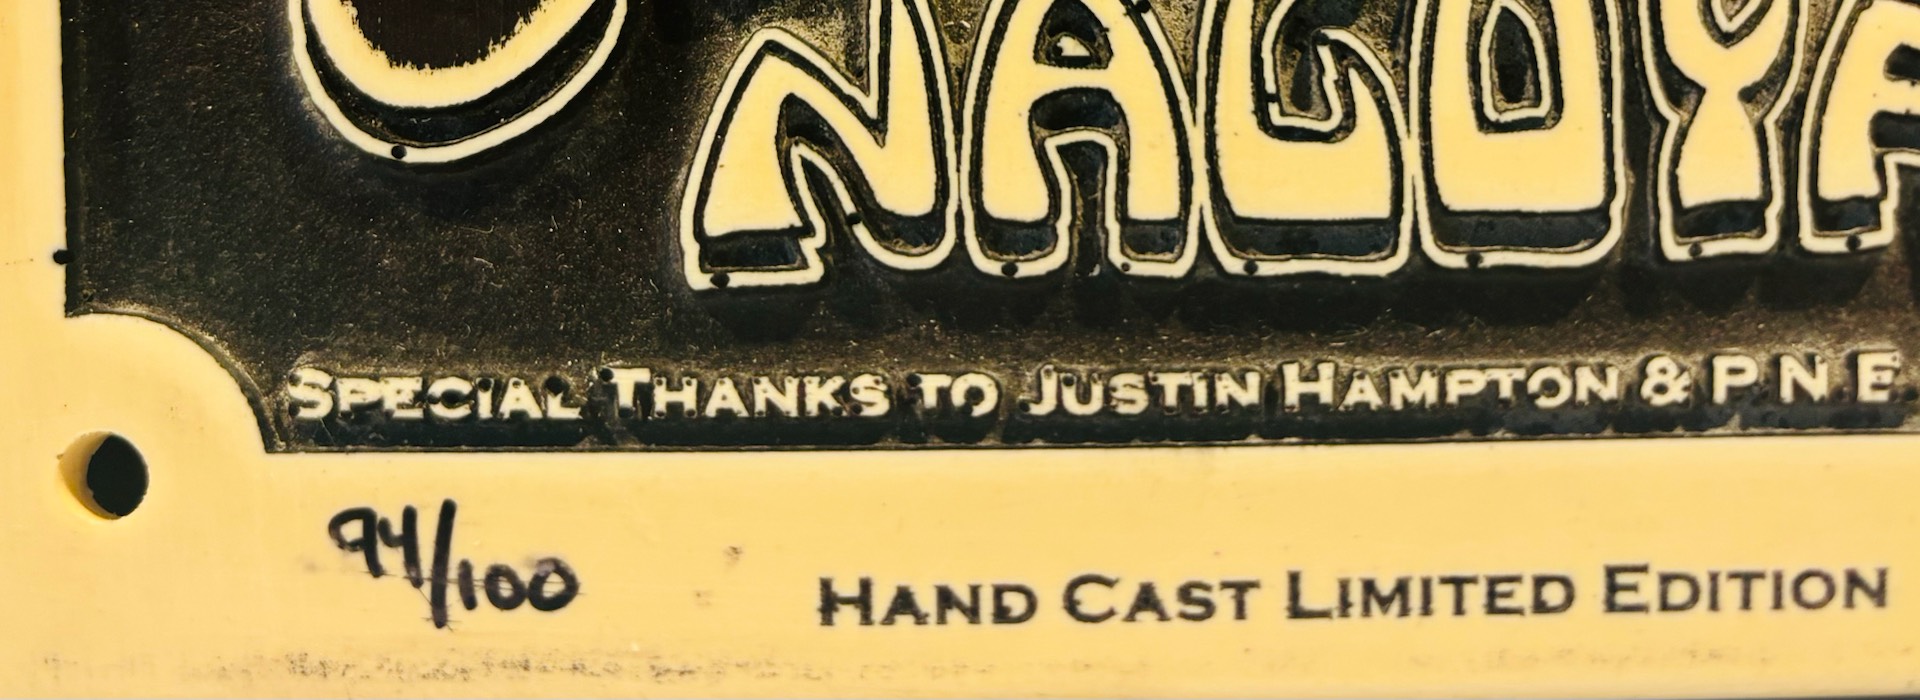 NAGOYA
SPECIAL THANKS TO JUSTIN HAMPTON & P N E
94/100
HAND CAST LIMITED EDITION